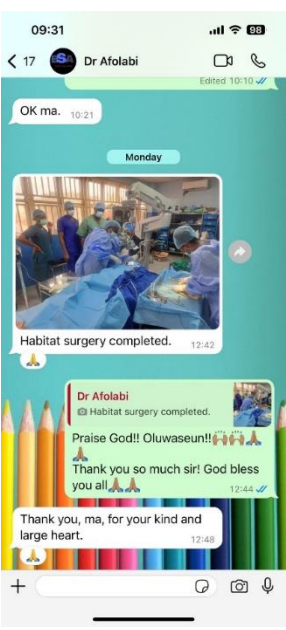 09:31
98
17
ESA
Dr Afolabi
Edited 10:10
OK ma. 10:21
Monday
Habitat surgery completed. 12:42
🙏🏽
Dr Afolabi
Habitat surgery completed.
Praise God!! Oluwaseun!!🙌🏽🙌🏽🙏🏽
🙏🏽
Thank you so much sir! God bless
you all🙏🏽🙏🏽 12:44
Thank you, ma, for your kind and
large heart. 12:48
🙏🏽